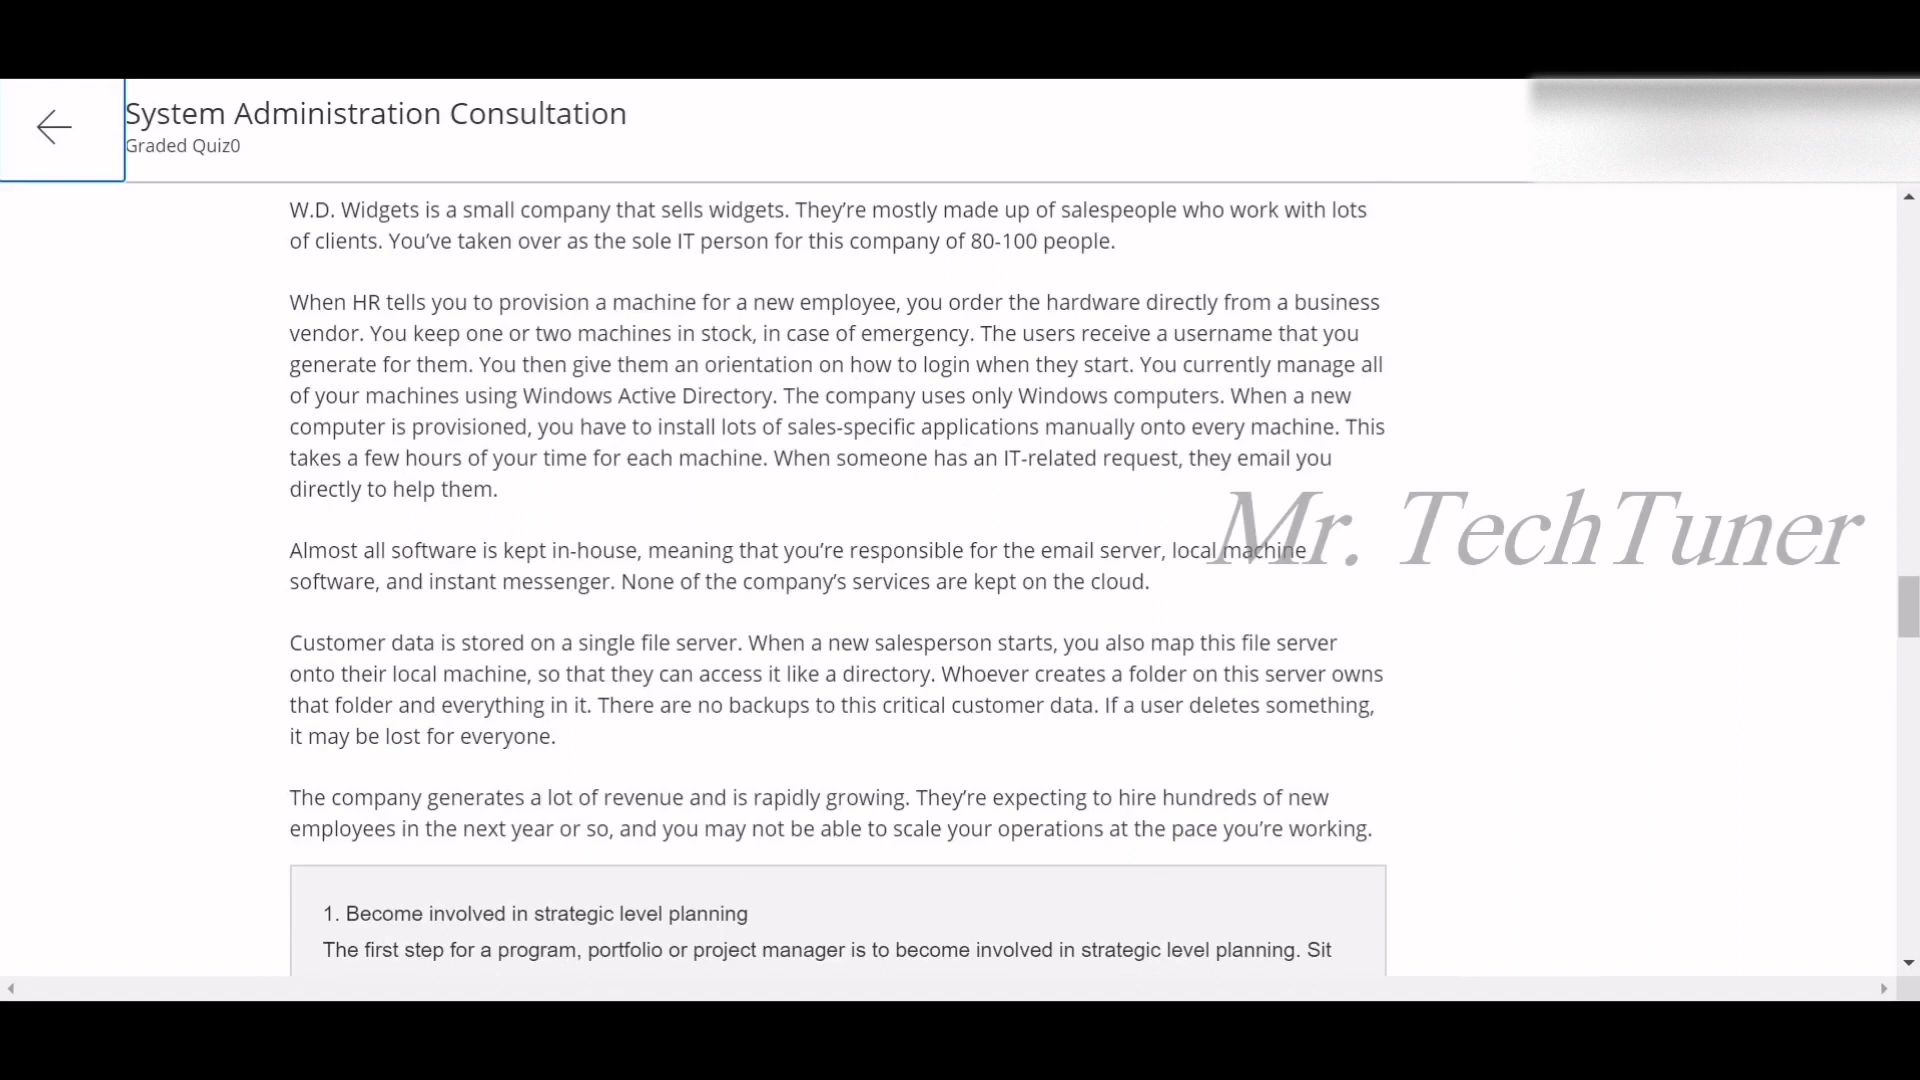 System Administration Consultation
Graded Quiz0
W.D. Widgets is a small company that sells widgets. They’re mostly made up of salespeople who work with lots
of clients. You’ve taken over as the sole IT person for this company of 80-100 people.
When HR tells you to provision a machine for a new employee, you order the hardware directly from a business
vendor. You keep one or two machines in stock, in case of emergency. The users receive a username that you
generate for them. You then give them an orientation on how to login when they start. You currently manage all
of your machines using Windows Active Directory. The company uses only Windows computers. When a new
computer is provisioned, you have to install lots of sales-specific applications manually onto every machine. This
takes a few hours of your time for each machine. When someone has an IT-related request, they email you
directly to help them.
Mr. TechTuner
Almost all software is kept in-house, meaning that you’re responsible for the email server, local machine
software, and instant messenger. None of the company’s services are kept on the cloud.
Customer data is stored on a single file server. When a new salesperson starts, you also map this file server
onto their local machine, so that they can access it like a directory. Whoever creates a folder on this server owns
that folder and everything in it. There are no backups to this critical customer data. If a user deletes something,
it may be lost for everyone.
The company generates a lot of revenue and is rapidly growing. They’re expecting to hire hundreds of new
employees in the next year or so, and you may not be able to scale your operations at the pace you’re working.
1. Become involved in strategic level planning
The first step for a program, portfolio or project manager is to become involved in strategic level planning. Sit